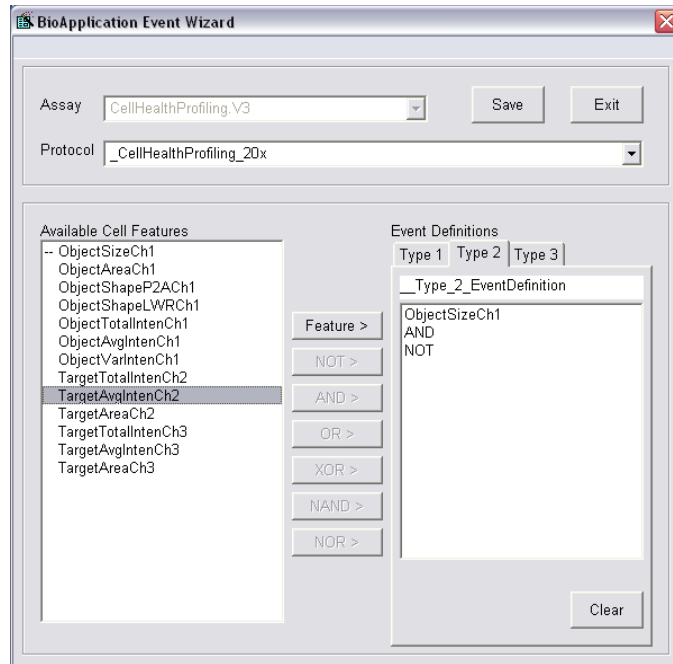 BioApplication Event Wizard
Assay CellHealthProfiling.V3 Save Exit
Protocol _CellHealthProfiling_20x
Available Cell Features
-- ObjectSizeCh1
ObjectAreaCh1
ObjectShapeP2ACh1
ObjectShapeLWRCh1
ObjectTotalIntenCh1
ObjectAvgIntenCh1
ObjectVarIntenCh1
TargetTotalIntenCh2
TargetAvgIntenCh2
TargetAreaCh2
TargetTotalIntenCh3
TargetAvgIntenCh3
TargetAreaCh3
Feature >
NOT >
AND >
OR >
XOR >
NAND >
NOR >
Event Definitions
Type 1 Type 2 Type 3
__Type_2_EventDefinition
ObjectSizeCh1
AND
NOT
Clear